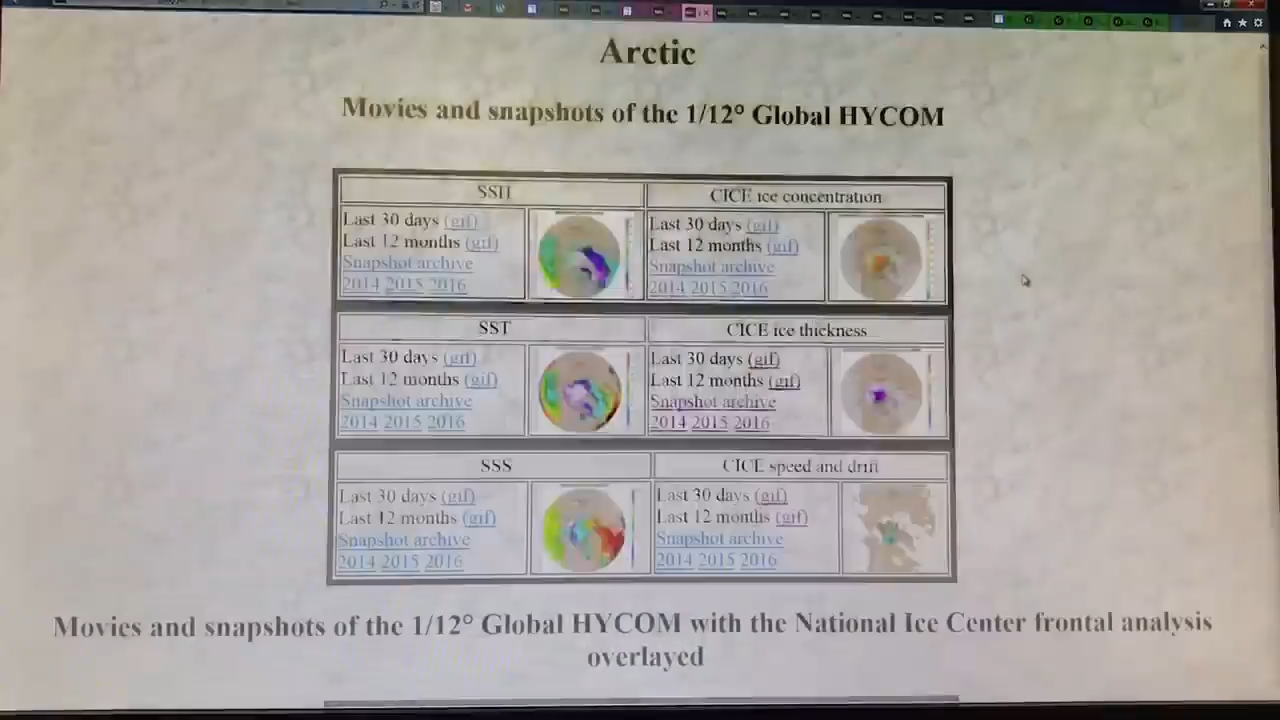 Arctic
Movies and snapshots of the 1/12° Global HYCOM
SSH
CICE ice concentration
Last 30 days (gif)
Last 12 months (gif)
Snapshot archive
2014 2015 2016
Last 30 days (gif)
Last 12 months (gif)
Snapshot archive
2014 2015 2016
SST
CICE ice thickness
Last 30 days (gif)
Last 12 months (gif)
Snapshot archive
2014 2015 2016
Last 30 days (gif)
Last 12 months (gif)
Snapshot archive
2014 2015 2016
SSS
CICE speed and drift
Last 30 days (gif)
Last 12 months (gif)
Snapshot archive
2014 2015 2016
Last 30 days (gif)
Last 12 months (gif)
Snapshot archive
2014 2015 2016
Movies and snapshots of the 1/12° Global HYCOM with the National Ice Center frontal analysis
overlayed